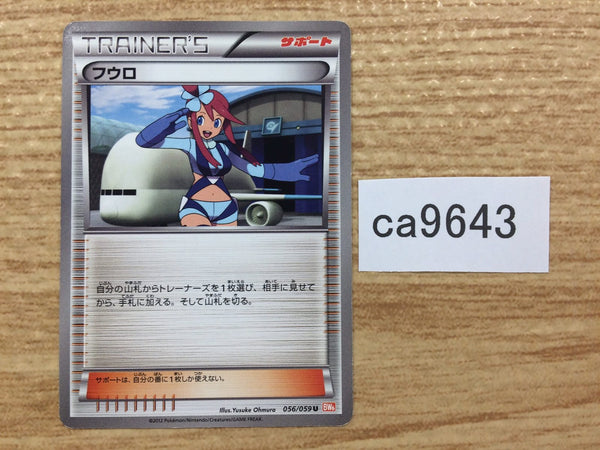 TRAINER'S
サポート
フウロ
ca9643
自分の山札からトレーナーズを1枚選び、相手に見せて
から、手札に加える。そして山札を切る。
サポートは、自分の番に1枚しか使えない。
Illus.Yusuke Ohmura
056/059 U
BW6
©2012 Pokémon/Nintendo/Creatures/GAME FREAK.